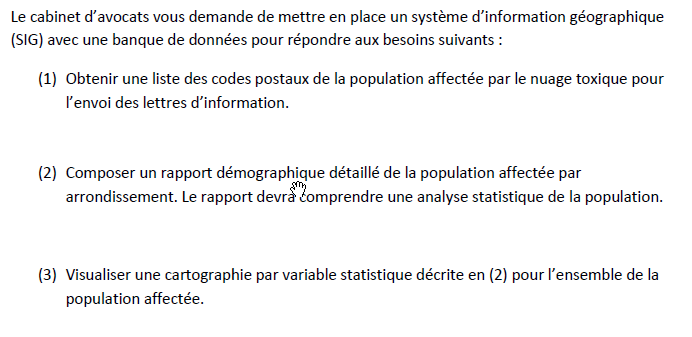 Le cabinet d’avocats vous demande de mettre en place un système d’information géographique
(SIG) avec une banque de données pour répondre aux besoins suivants :
(1) Obtenir une liste des codes postaux de la population affectée par le nuage toxique pour
l’envoi des lettres d’information.
(2) Composer un rapport démographique détaillé de la population affectée par
arrondissement. Le rapport devra comprendre une analyse statistique de la population.
(3) Visualiser une cartographie par variable statistique décrite en (2) pour l’ensemble de la
population affectée.